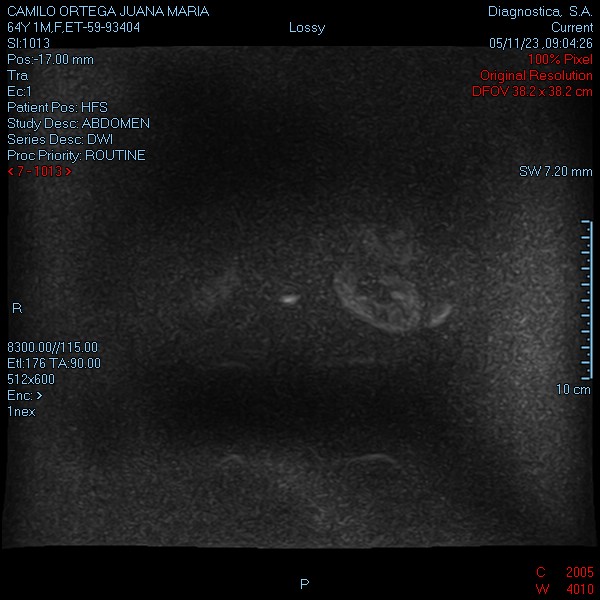 CAMILO ORTEGA JUANA MARIA
64Y 1M,F,ET-59-93404
SI:1013
Pos:-17.00 mm
Tra
Ec:1
Patient Pos: HFS
Study Desc: ABDOMEN
Series Desc: DWI
Proc Priority: ROUTINE
< 7 - 1013 >
Lossy
Diagnostica, S.A.
Current
05/11/23 ,09:04:26
100% Pixel
Original Resolution
DFOV 38.2 x 38.2 cm
SW 7.20 mm
R
8300.00//115.00
Etl:176 TA:90.00
512x600
Enc: >
1nex
10 cm
P
C 2005
W 4010